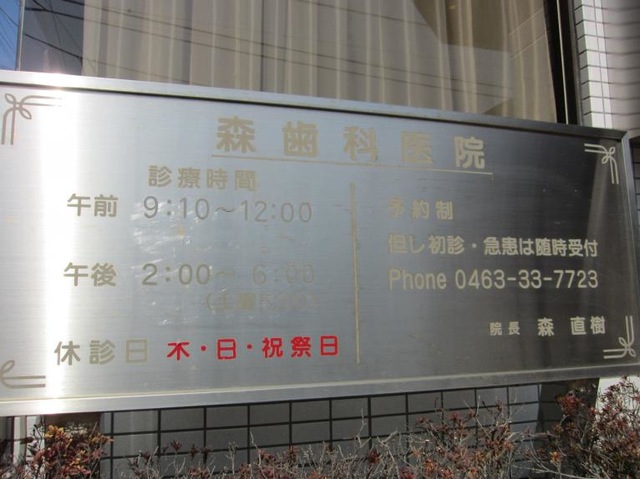 森歯科医院
診療時間
午前 9:10～12:00
午後 2:00～6:00
休診日 木・日・祝祭日
予約制
但し初診・急患は随時受付
Phone 0463-33-7723
院長 森 直樹